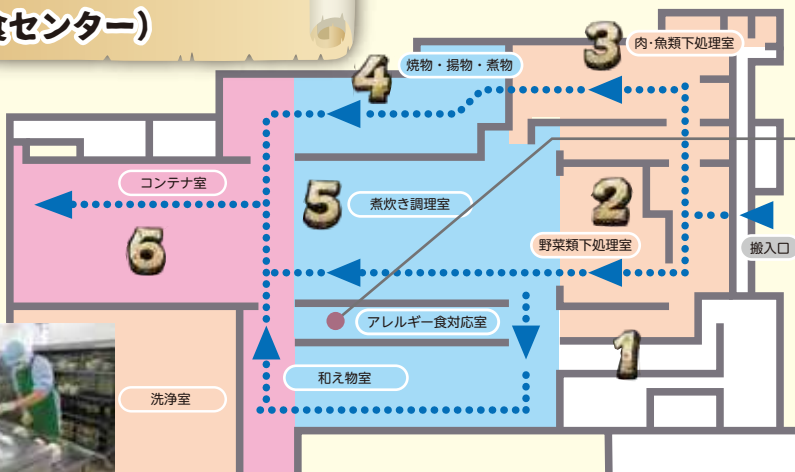 食センター）
3
肉・魚類下処理室
4
焼物・揚物・煮物
コンテナ室
5
煮炊き調理室
2
6
野菜類下処理室
搬入口
アレルギー食対応室
1
和え物室
洗浄室